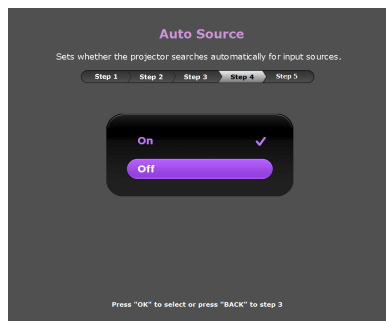 Auto Source
Sets whether the projector searches automatically for input sources.
Step 1 Step 2 Step 3 Step 4 Step 5
On
Off
Press "OK" to select or press "BACK" to step 3